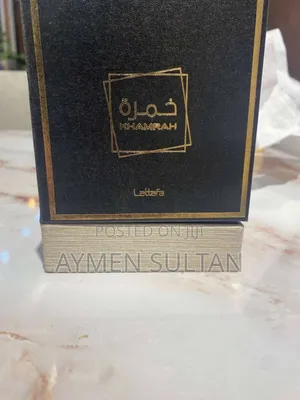 خمرة
KHAMRAH
Lattafa
POSTED ON JIJI
AYMEN SULTAN